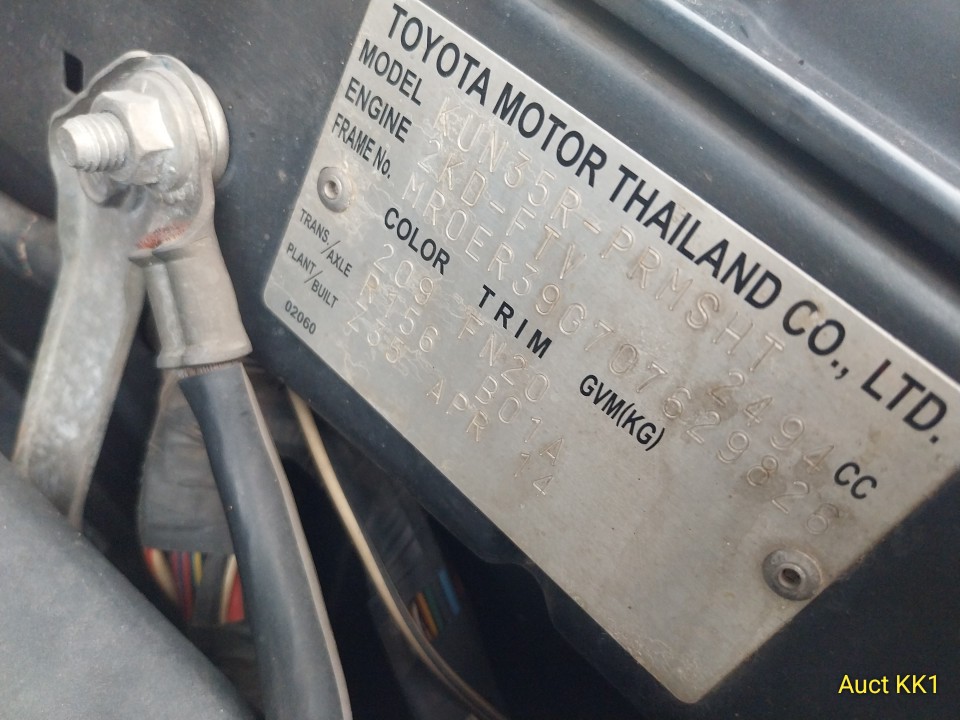 TOYOTA MOTOR THAILAND CO., LTD.
MODEL KUN35R-PRMSHT
ENGINE 2KD-FTV 2494 CC
FRAME No. MR0ER39G707629826
COLOR TRIM GVM(KG)
209 FN20
TRANS/AXLE R156 B01A
PLANT/BUILT APR 14
02060
Auct KK1